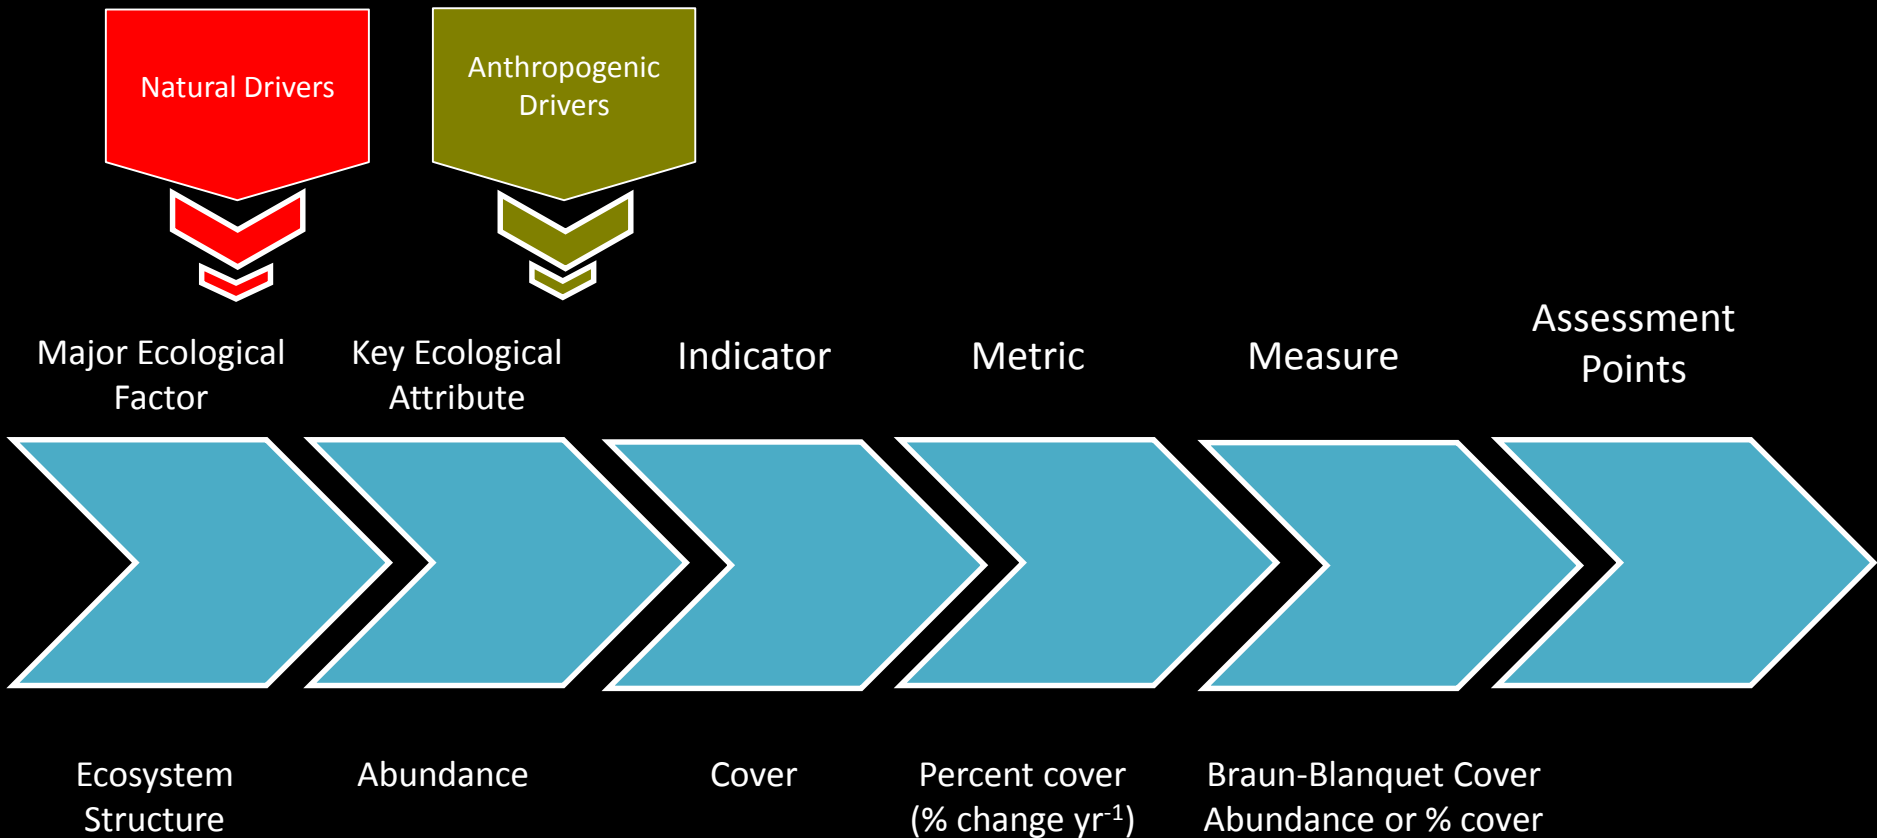 Natural Drivers
Anthropogenic
Drivers
Major Ecological
Factor
Key Ecological
Attribute
Indicator
Metric
Measure
Assessment
Points
Ecosystem
Structure
Abundance
Cover
Percent cover
(% change yr⁻¹)
Braun-Blanquet Cover
Abundance or % cover